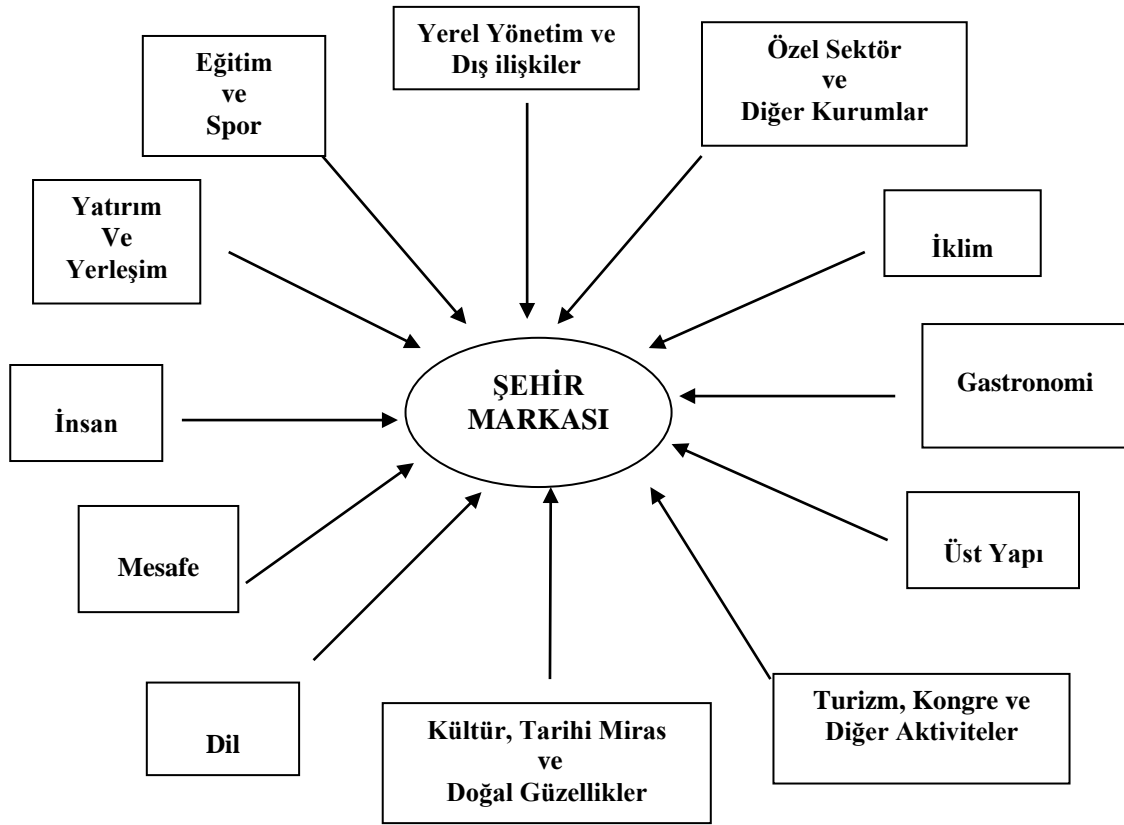 Yerel Yönetim ve
Dış ilişkiler
Özel Sektör
ve
Diğer Kurumlar
Eğitim
ve
Spor
Yatırım
Ve
Yerleşim
İklim
Gastronomi
ŞEHİR
MARKASI
İnsan
Üst Yapı
Mesafe
Turizm, Kongre ve
Diğer Aktiviteler
Dil
Kültür, Tarihi Miras
ve
Doğal Güzellikler